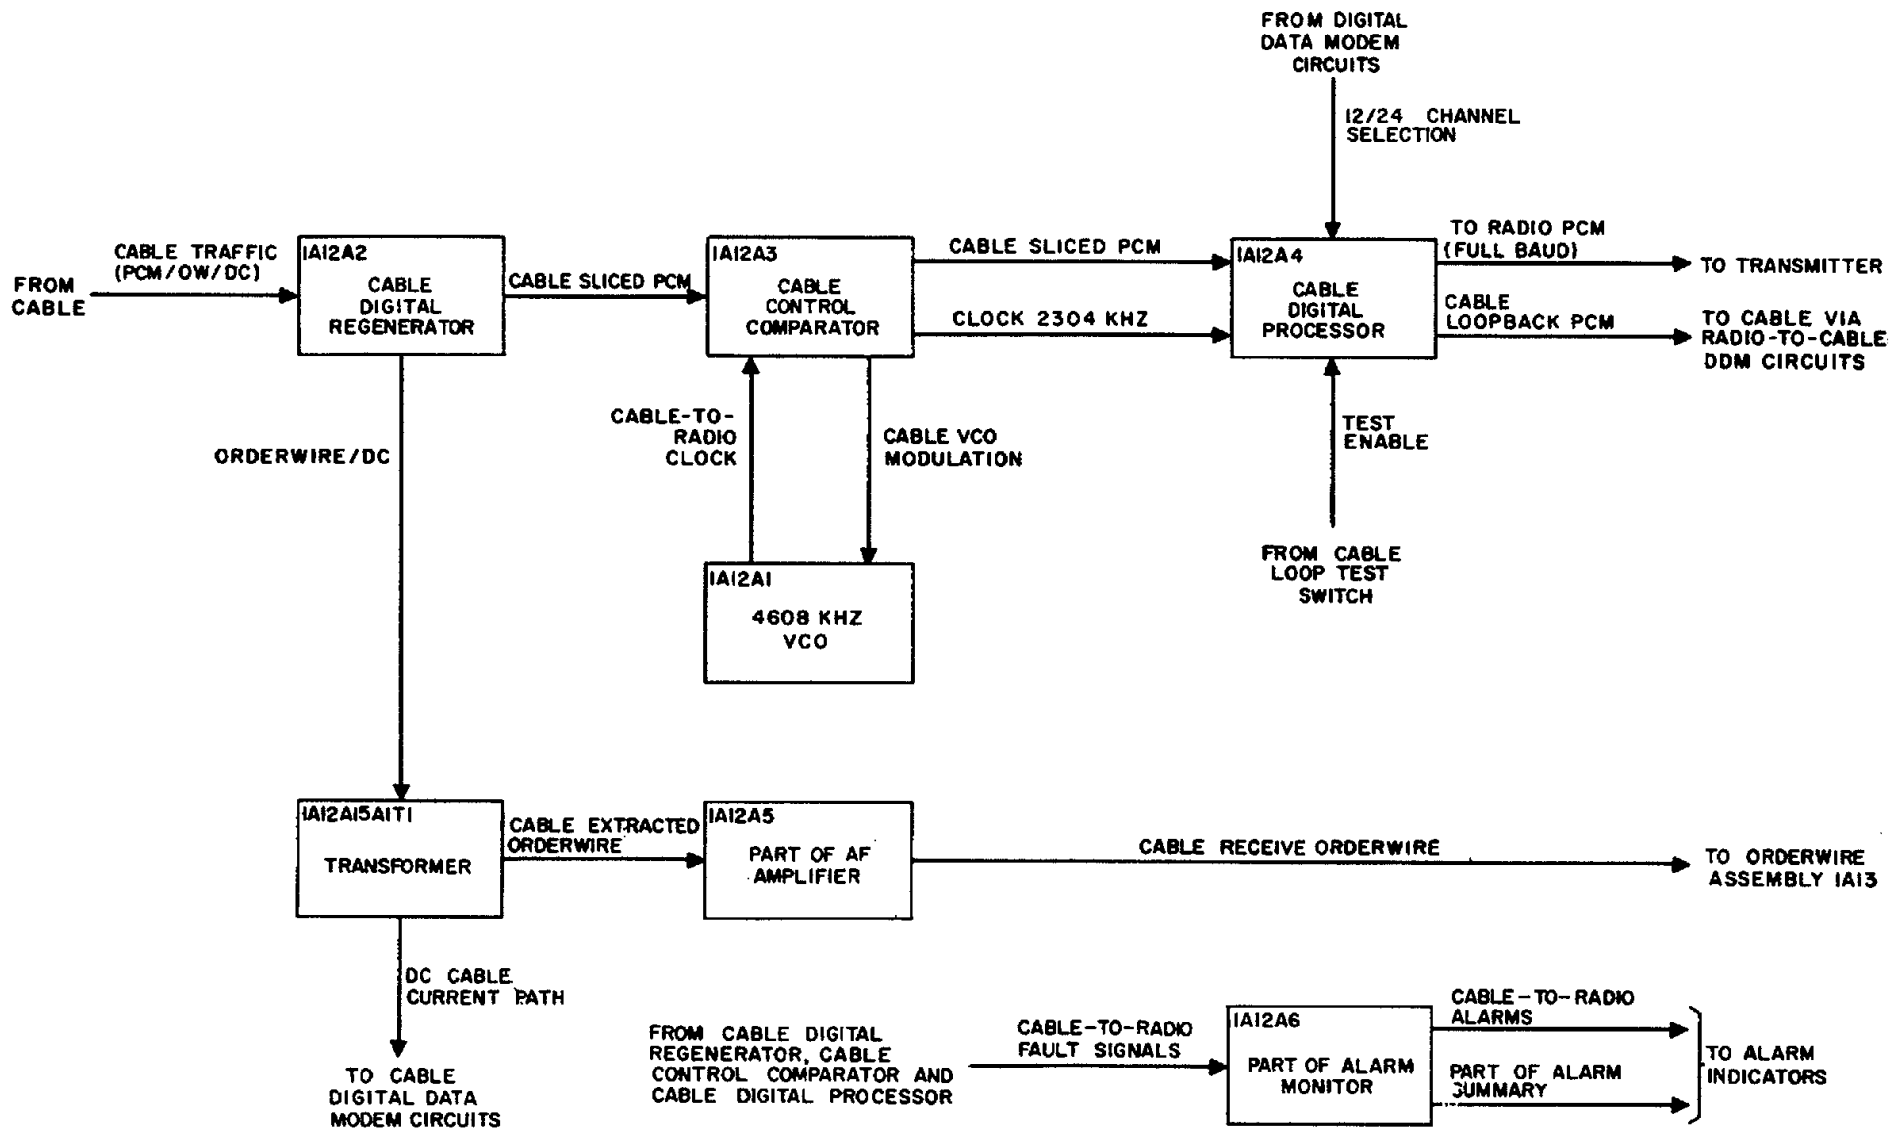 FROM DIGITAL
DATA MODEM
CIRCUITS
12/24 CHANNEL
SELECTION
FROM
CABLE
CABLE TRAFFIC
(PCM/OW/DC)
1A12A2
CABLE
DIGITAL
REGENERATOR
CABLE SLICED PCM
1A12A3
CABLE
CONTROL
COMPARATOR
CABLE SLICED PCM
CLOCK 2304 KHZ
1A12A4
CABLE
DIGITAL
PROCESSOR
TO RADIO PCM
(FULL BAUD)
TO TRANSMITTER
CABLE
LOOPBACK PCM
TO CABLE VIA
RADIO-TO-CABLE
DDM CIRCUITS
ORDERWIRE/DC
CABLE-TO-
RADIO
CLOCK
CABLE VCO
MODULATION
TEST
ENABLE
FROM CABLE
LOOP TEST
SWITCH
1A12A1
4608 KHZ
VCO
1A12A15A1T1
TRANSFORMER
CABLE EXTRACTED
ORDERWIRE
1A12A5
PART OF AF
AMPLIFIER
CABLE RECEIVE ORDERWIRE
TO ORDERWIRE
ASSEMBLY 1A13
DC CABLE
CURRENT PATH
TO CABLE
DIGITAL DATA
MODEM CIRCUITS
FROM CABLE DIGITAL
REGENERATOR, CABLE
CONTROL COMPARATOR AND
CABLE DIGITAL PROCESSOR
CABLE-TO-RADIO
FAULT SIGNALS
1A12A6
PART OF ALARM
MONITOR
CABLE-TO-RADIO
ALARMS
PART OF ALARM
SUMMARY
TO ALARM
INDICATORS